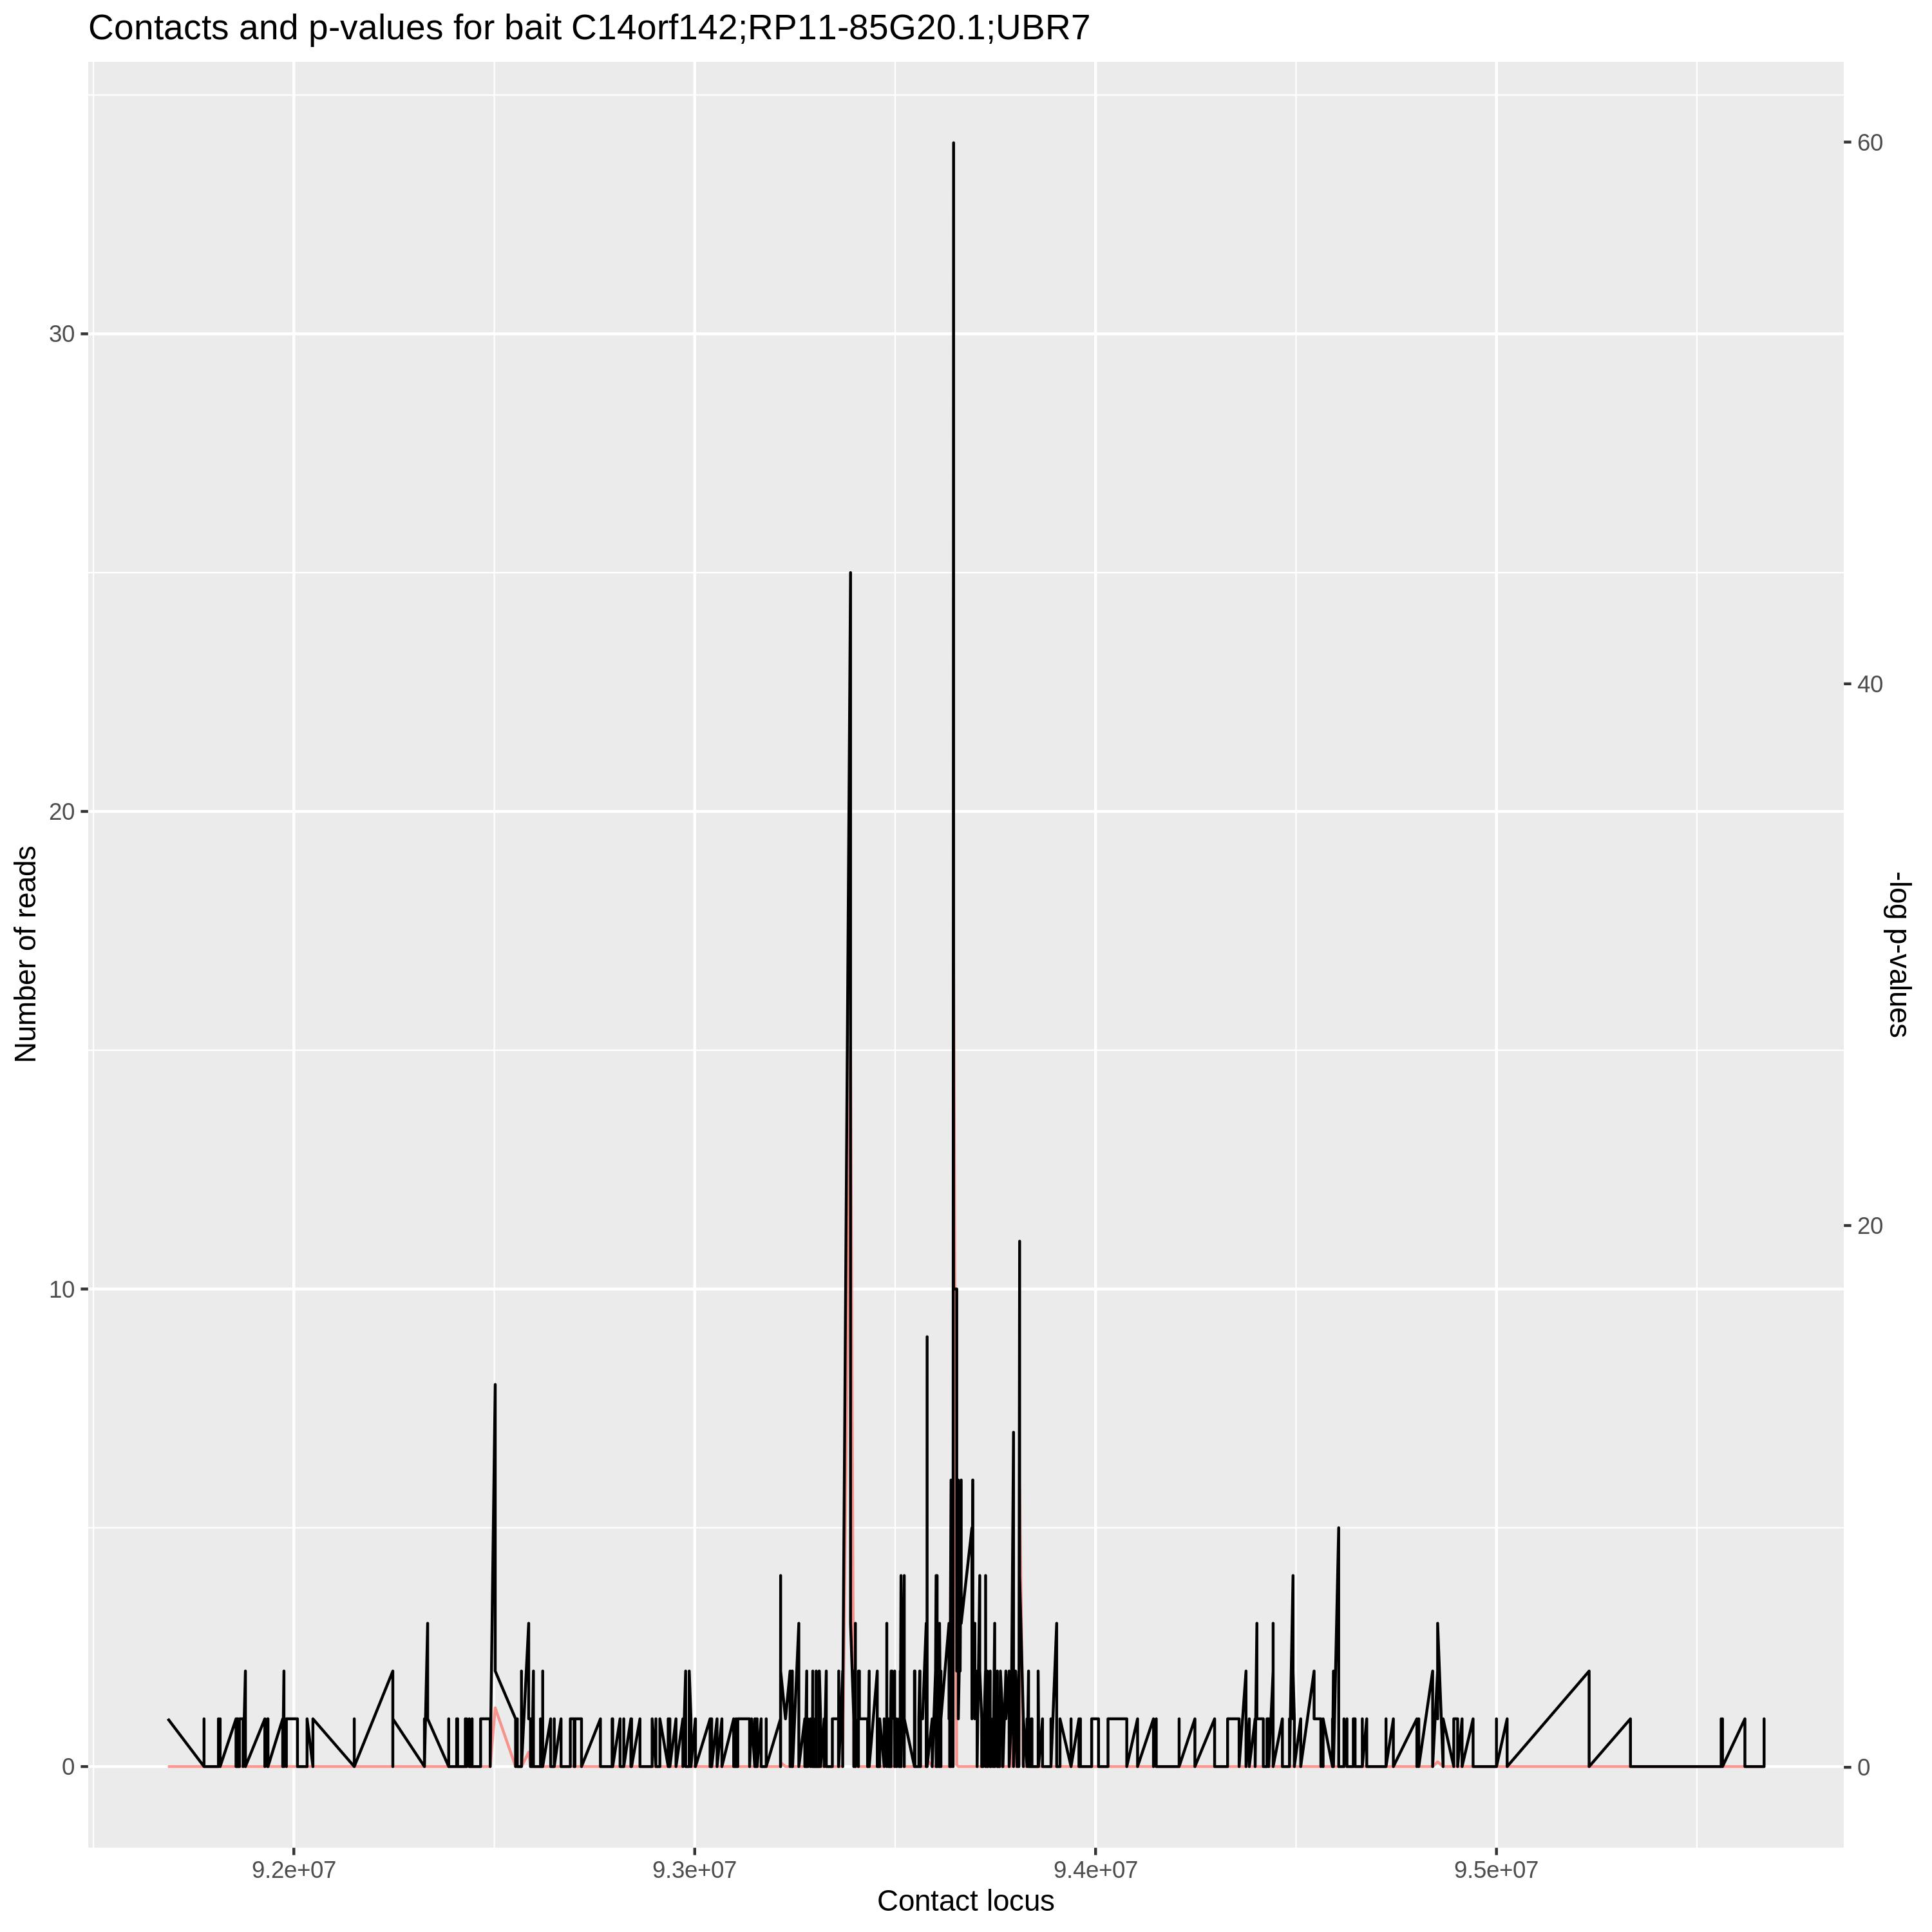 Contacts and p-values for bait C14orf142;RP11-85G20.1;UBR7
Number of reads
30
20
10
0
60
40
20
0
-log p-values
9.2e+07 9.3e+07 9.4e+07 9.5e+07
Contact locus